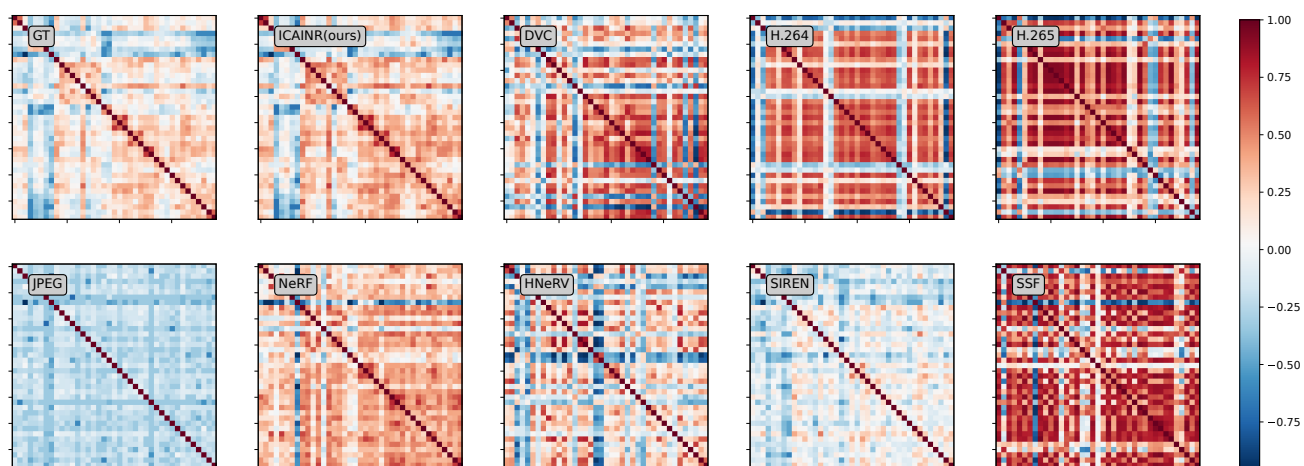 GT
ICAINR(ours)
DVC
H.264
H.265
JPEG
NeRF
HNeRV
SIREN
SSF
1.00
0.75
0.50
0.25
0.00
−0.25
−0.50
−0.75